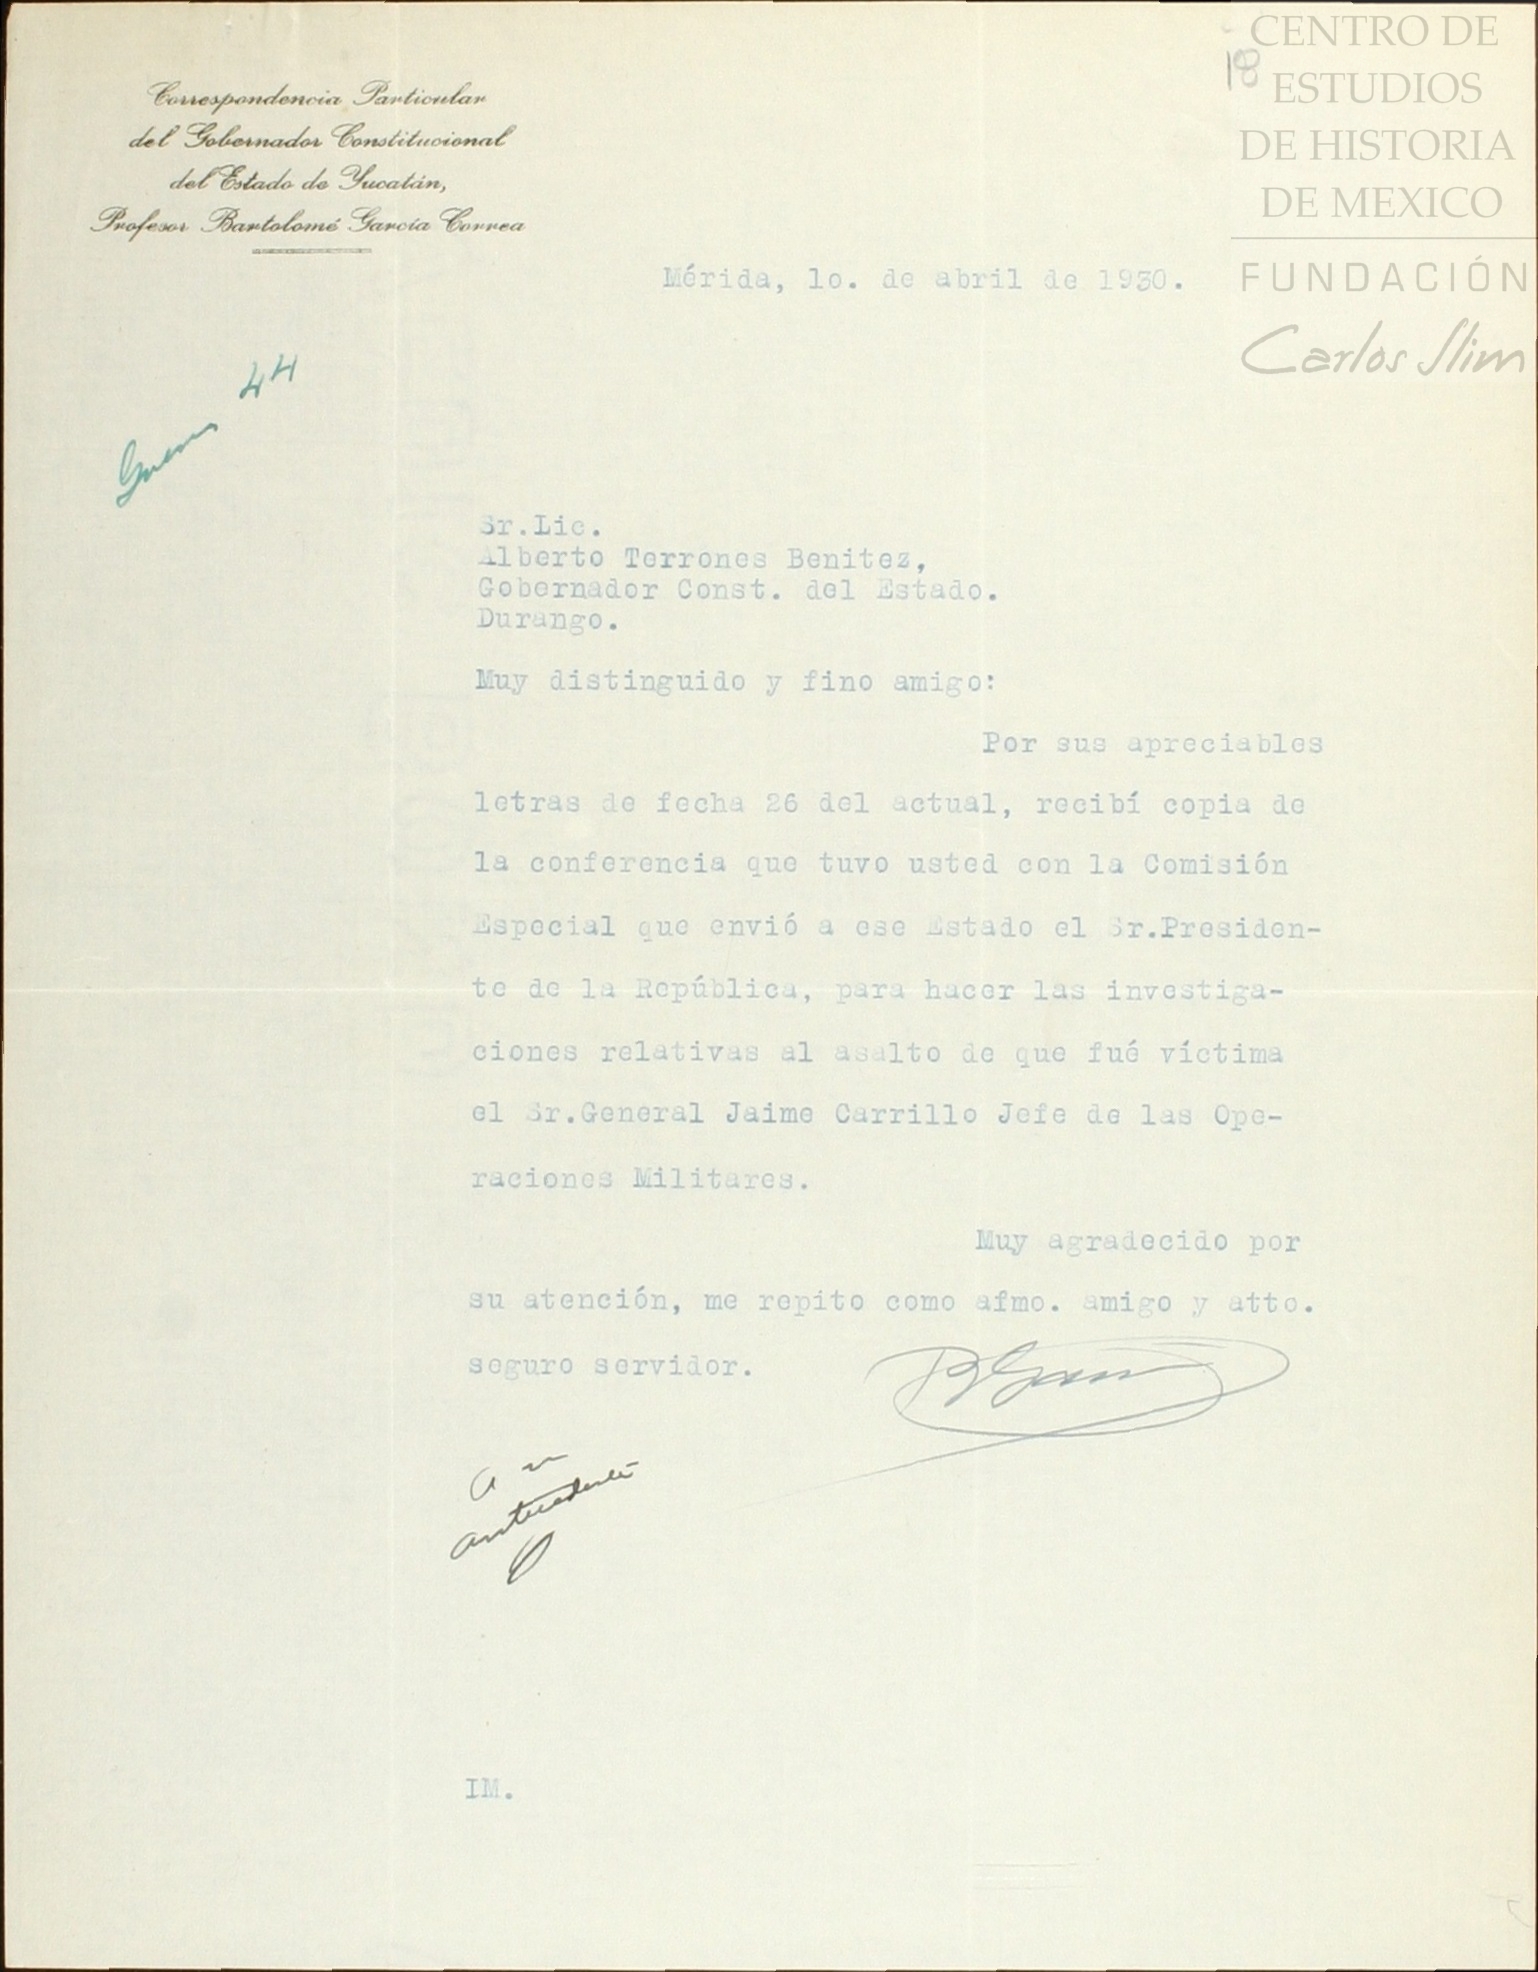 Correspondencia Particular
del Gobernador Constitucional
del Estado de Yucatán,
Profesor Bartolomé García Correa
18
CENTRO DE
ESTUDIOS
DE HISTORIA
DE MEXICO
FUNDACIÓN
Carlos Slim
Mérida, 1o. de abril de 1930.
44
Sr.Lic.
Alberto Terrones Benitez,
Gobernador Const. del Estado.
Durango.
Muy distinguido y fino amigo:
Por sus apreciables
letras de fecha 26 del actual, recibí copia de
la conferencia que tuvo usted con la Comisión
Especial que envió a ese Estado el Sr.Presiden-
te de la República, para hacer las investiga-
ciones relativas al asalto de que fué víctima
el Sr.General Jaime Carrillo Jefe de las Ope-
raciones Militares.
Muy agradecido por
su atención, me repito como afmo. amigo y atto.
seguro servidor.
IM.